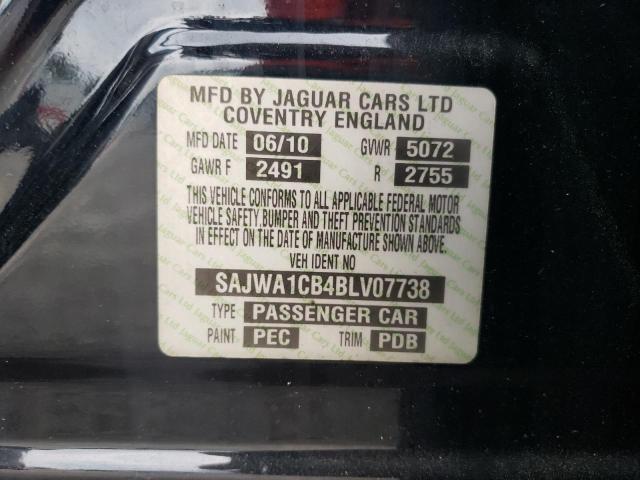 MFD BY JAGUAR CARS LTD
COVENTRY ENGLAND
MFD DATE 06/10 GVWR 5072
GAWR F 2491 R 2755
THIS VEHICLE CONFORMS TO ALL APPLICABLE FEDERAL MOTOR
VEHICLE SAFETY BUMPER AND THEFT PREVENTION STANDARDS
IN EFFECT ON THE DATE OF MANUFACTURE SHOWN ABOVE.
VEH IDENT NO
SAJWA1CB4BLV07738
TYPE PASSENGER CAR
PAINT PEC TRIM PDB